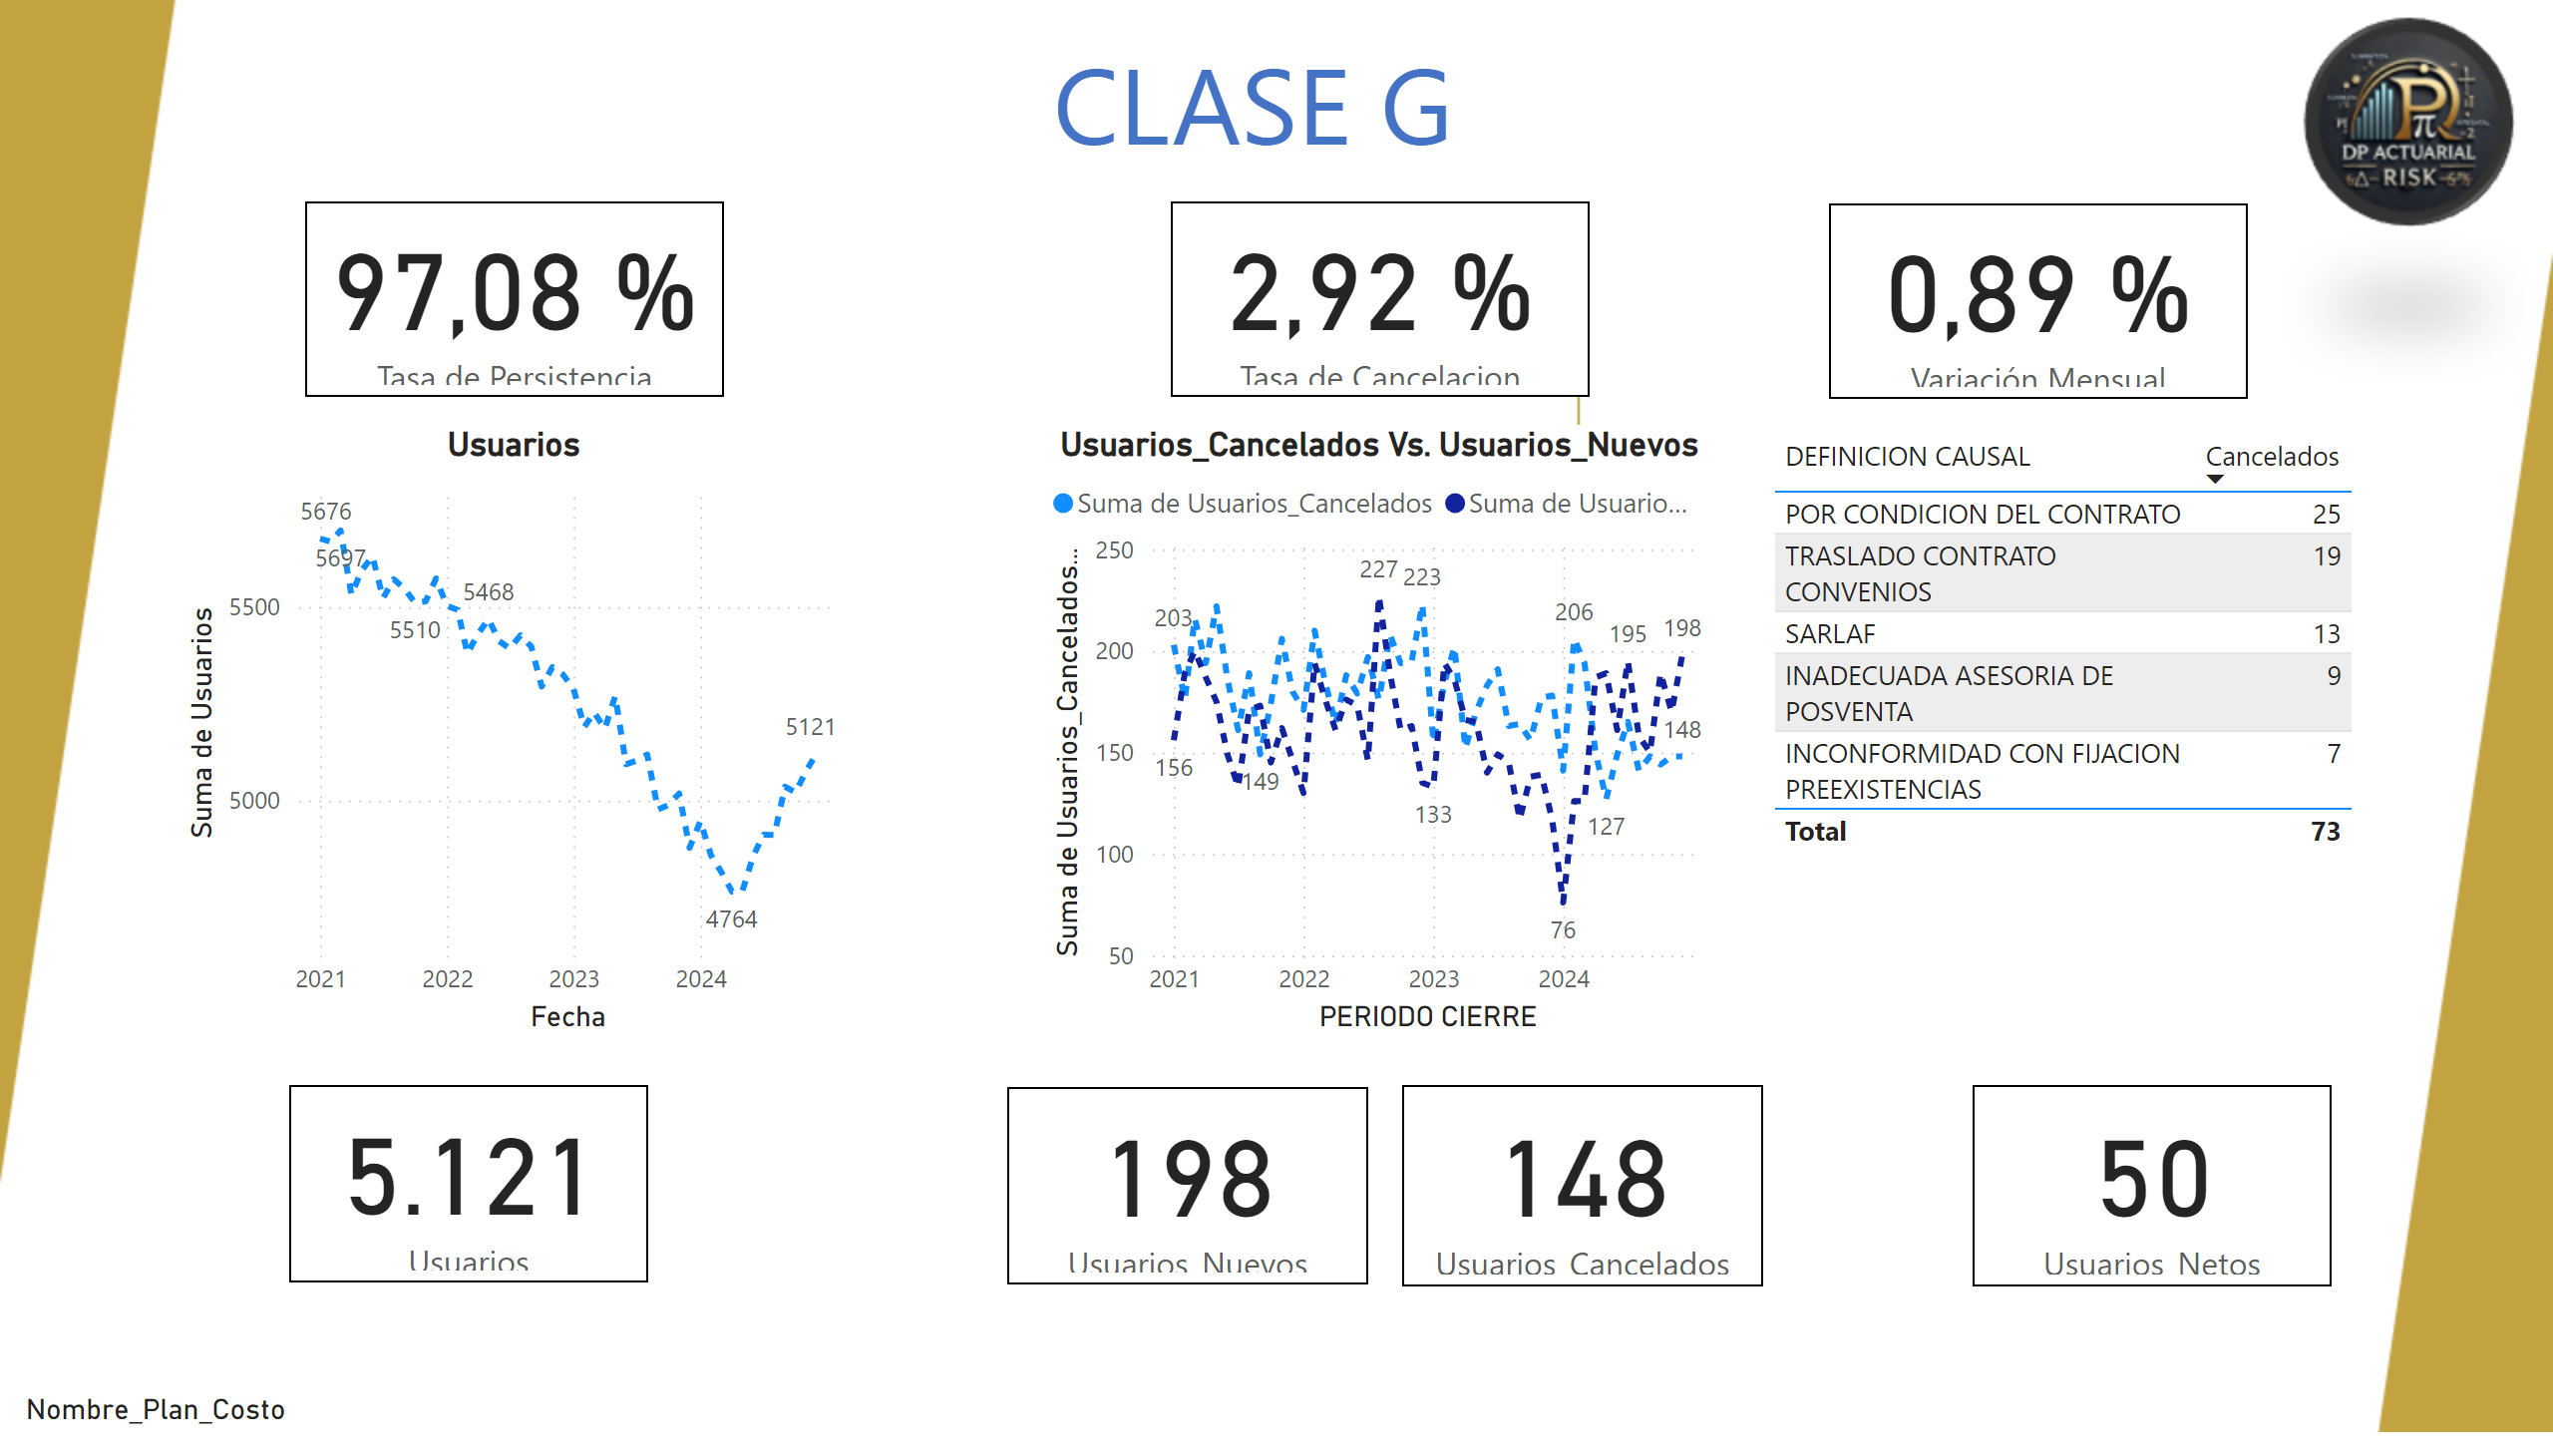 CLASE G
DP ACTUARIAL
RISK
97,08 %
Tasa de Persistencia
2,92 %
Tasa de Cancelacion
0,89 %
Variación Mensual
Usuarios
Suma de Usuarios
5500
5000
5676
5697
5510
5468
4764
5121
2021
2022
2023
2024
Fecha
Usuarios_Cancelados Vs. Usuarios_Nuevos
Suma de Usuarios_Cancelados
Suma de Usuario...
Suma de Usuarios_Cancelados...
250
200
150
100
50
203
156
149
227
223
133
206
76
127
195
198
148
2021
2022
2023
2024
PERIODO CIERRE
DEFINICION CAUSAL Cancelados
POR CONDICION DEL CONTRATO 25
TRASLADO CONTRATO 19
CONVENIOS
SARLAF 13
INADECUADA ASESORIA DE 9
POSVENTA
INCONFORMIDAD CON FIJACION 7
PREEXISTENCIAS
Total 73
5.121
Usuarios
198
Usuarios_Nuevos
148
Usuarios_Cancelados
50
Usuarios_Netos
Nombre_Plan_Costo